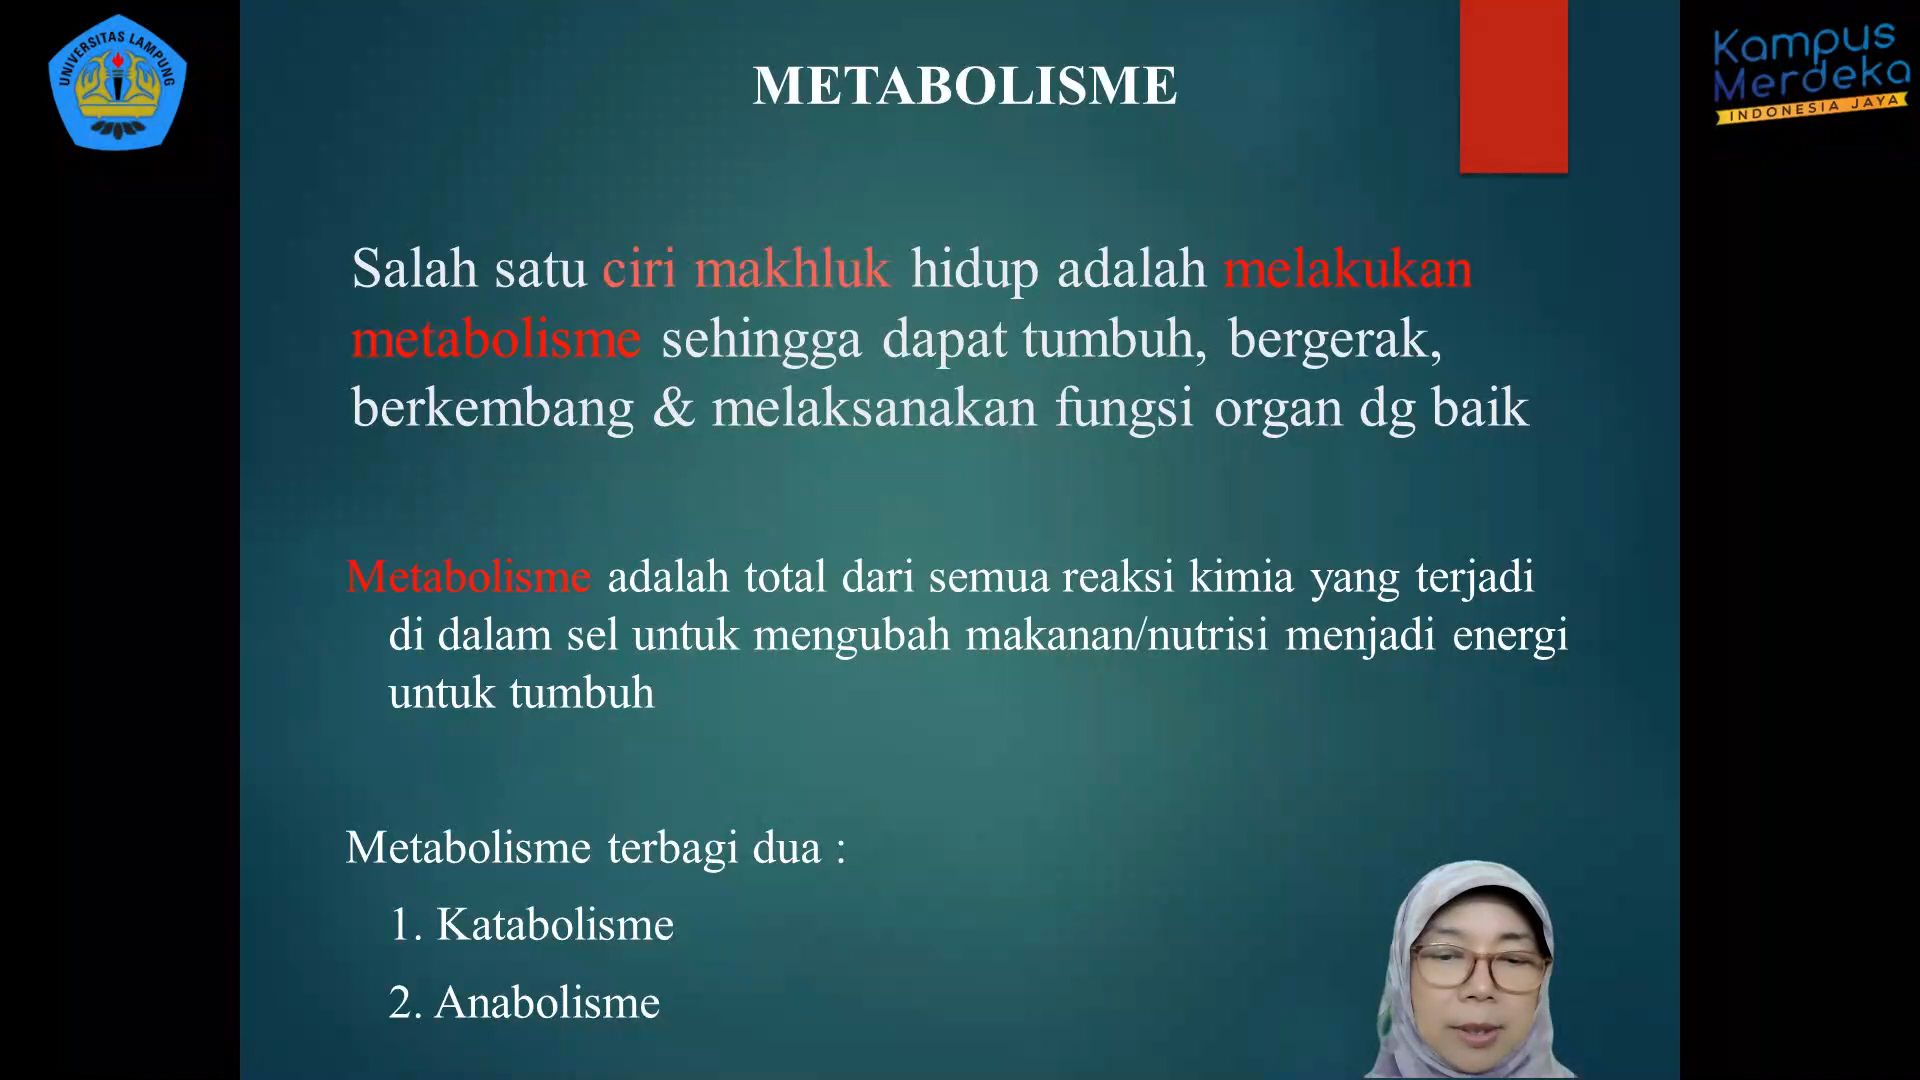 UNIVERSITAS LAMPUNG
Kampus
Merdeka
INDONESIA JAYA
METABOLISME
Salah satu ciri makhluk hidup adalah melakukan
metabolisme sehingga dapat tumbuh, bergerak,
berkembang & melaksanakan fungsi organ dg baik
Metabolisme adalah total dari semua reaksi kimia yang terjadi
di dalam sel untuk mengubah makanan/nutrisi menjadi energi
untuk tumbuh
Metabolisme terbagi dua :
1. Katabolisme
2. Anabolisme